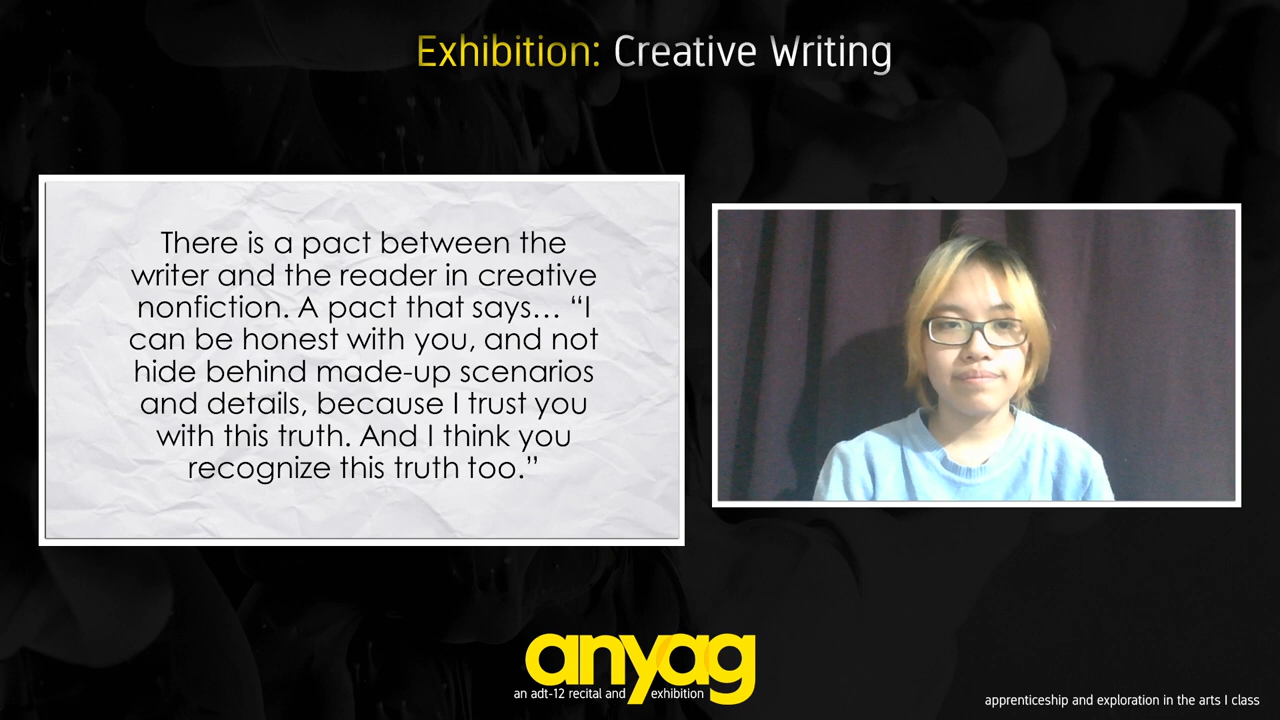 Exhibition: Creative Writing
There is a pact between the
writer and the reader in creative
nonfiction. A pact that says… “I
can be honest with you, and not
hide behind made-up scenarios
and details, because I trust you
with this truth. And I think you
recognize this truth too.”
anyag
an adt-12 recital and exhibition
apprenticeship and exploration in the arts I class